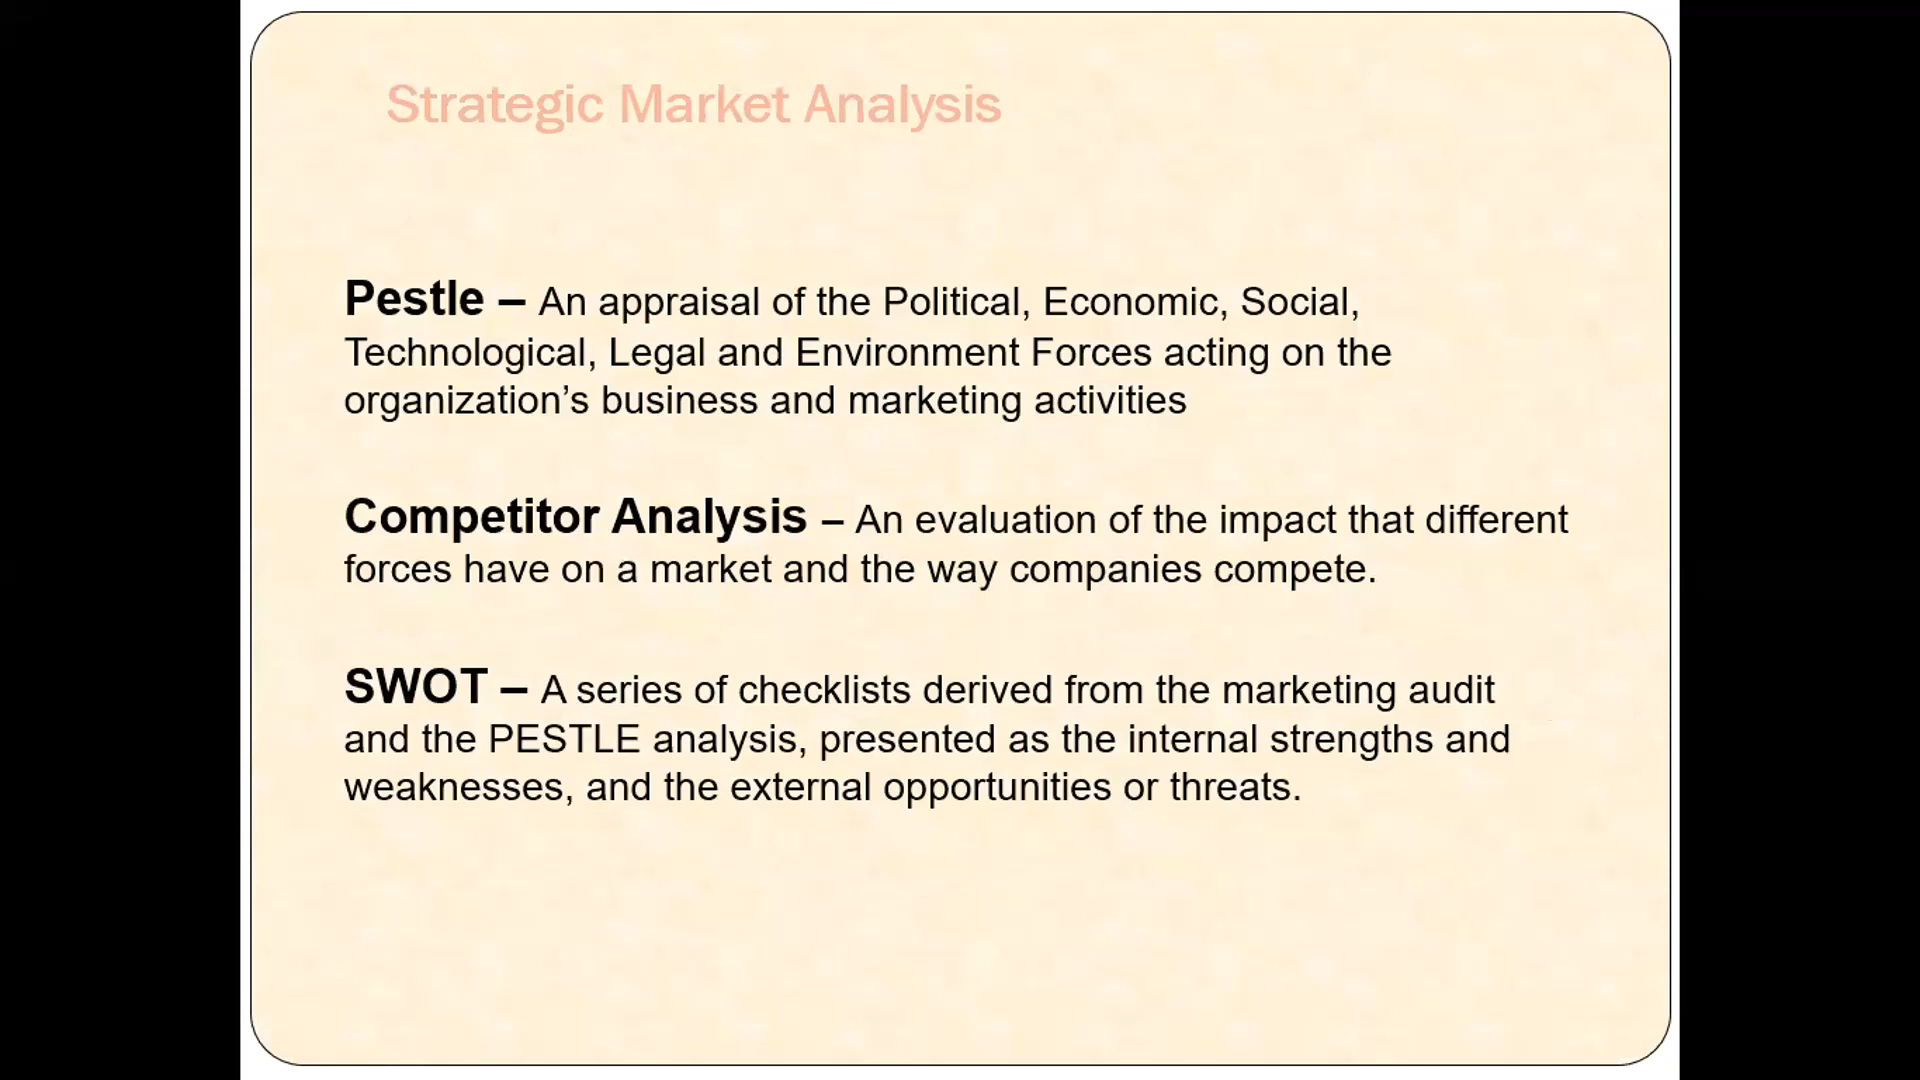 Strategic Market Analysis
Pestle – An appraisal of the Political, Economic, Social,
Technological, Legal and Environment Forces acting on the
organization’s business and marketing activities
Competitor Analysis – An evaluation of the impact that different
forces have on a market and the way companies compete.
SWOT – A series of checklists derived from the marketing audit
and the PESTLE analysis, presented as the internal strengths and
weaknesses, and the external opportunities or threats.